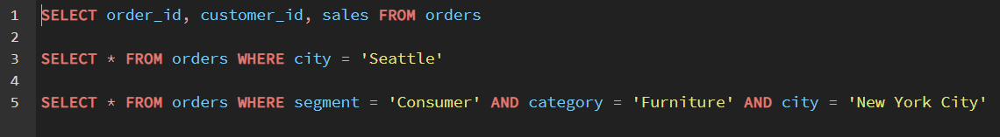 1 SELECT order_id, customer_id, sales FROM orders
2
3 SELECT * FROM orders WHERE city = 'Seattle'
4
5 SELECT * FROM orders WHERE segment = 'Consumer' AND category = 'Furniture' AND city = 'New York City'